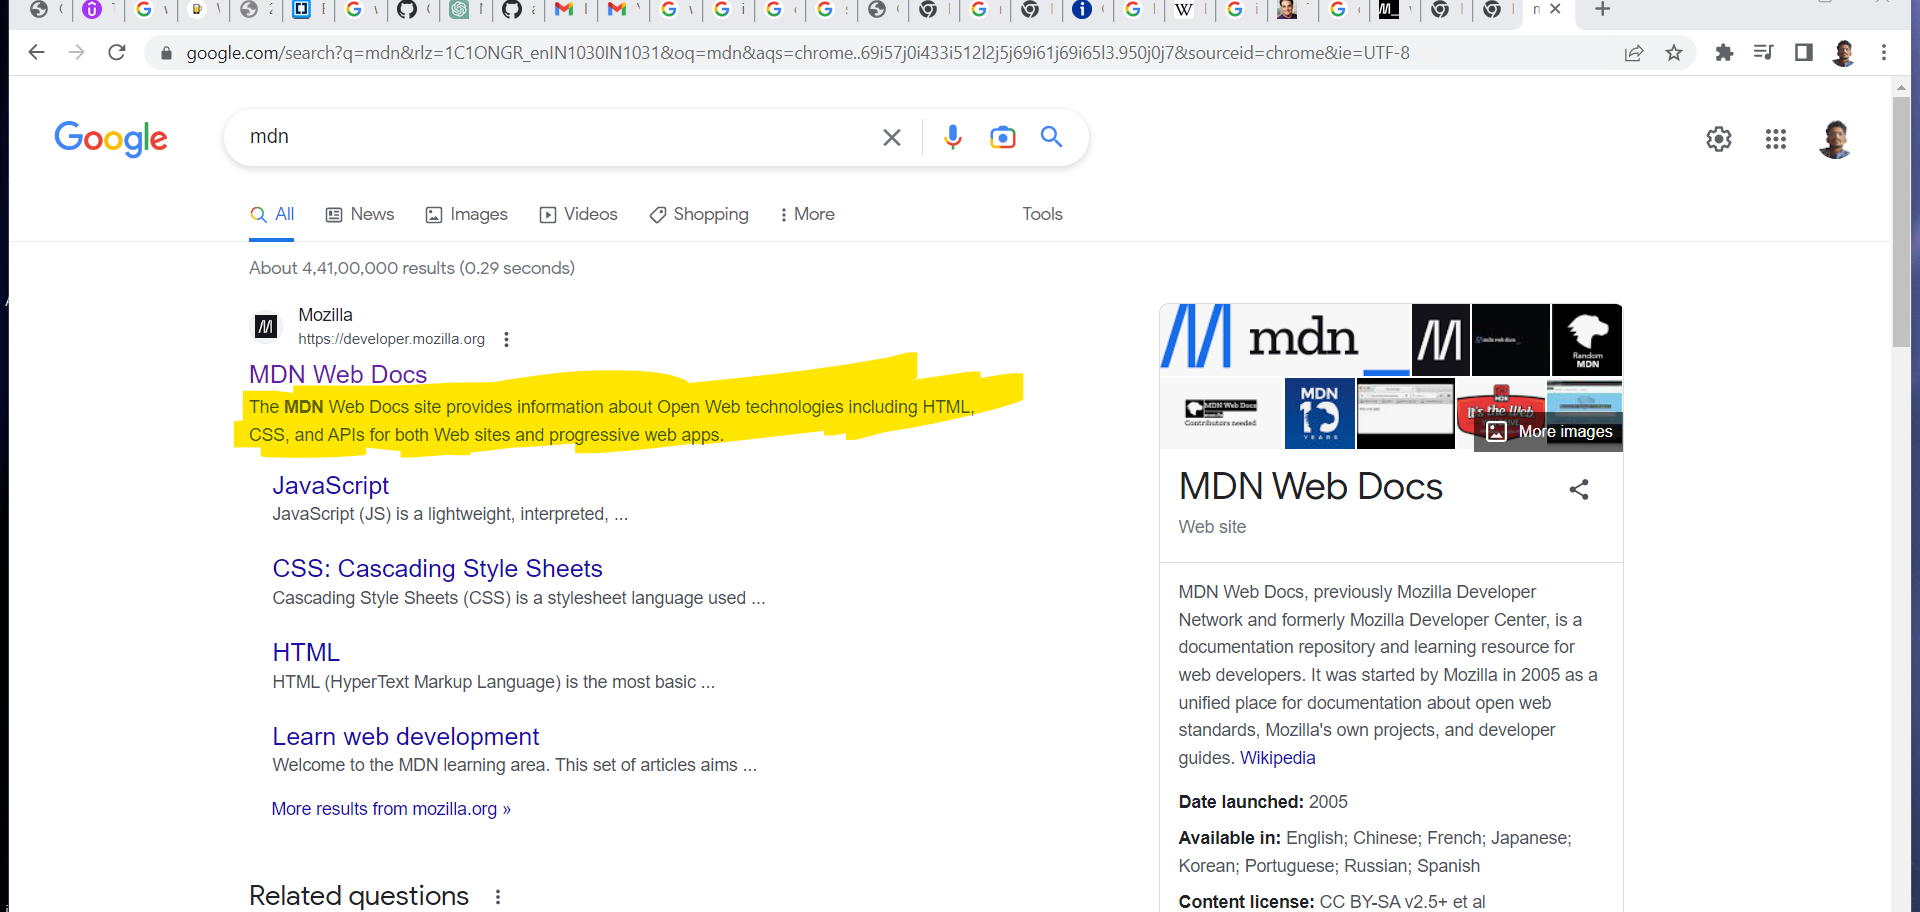 google.com/search?q=mdn&rlz=1C1ONGR_enIN1030IN1031&oq=mdn&aqs=chrome..69i57j0i433i512l2j5j69i61j69i65l3.950j0j7&sourceid=chrome&ie=UTF-8
Google
mdn
All
News
Images
Videos
Shopping
More
Tools
About 4,41,00,000 results (0.29 seconds)
Mozilla
https://developer.mozilla.org
MDN Web Docs
The MDN Web Docs site provides information about Open Web technologies including HTML,
CSS, and APIs for both Web sites and progressive web apps.
JavaScript
JavaScript (JS) is a lightweight, interpreted, ...
CSS: Cascading Style Sheets
Cascading Style Sheets (CSS) is a stylesheet language used ...
HTML
HTML (HyperText Markup Language) is the most basic ...
Learn web development
Welcome to the MDN learning area. This set of articles aims ...
More results from mozilla.org »
Related questions
mdn
Random
MDN
MDN Web Docs
Contributors needed
MDN
10
YEARS
It's the Web
More images
MDN Web Docs
Web site
MDN Web Docs, previously Mozilla Developer
Network and formerly Mozilla Developer Center, is a
documentation repository and learning resource for
web developers. It was started by Mozilla in 2005 as a
unified place for documentation about open web
standards, Mozilla's own projects, and developer
guides. Wikipedia
Date launched: 2005
Available in: English; Chinese; French; Japanese;
Korean; Portuguese; Russian; Spanish
Content license: CC BY-SA v2.5+ et al